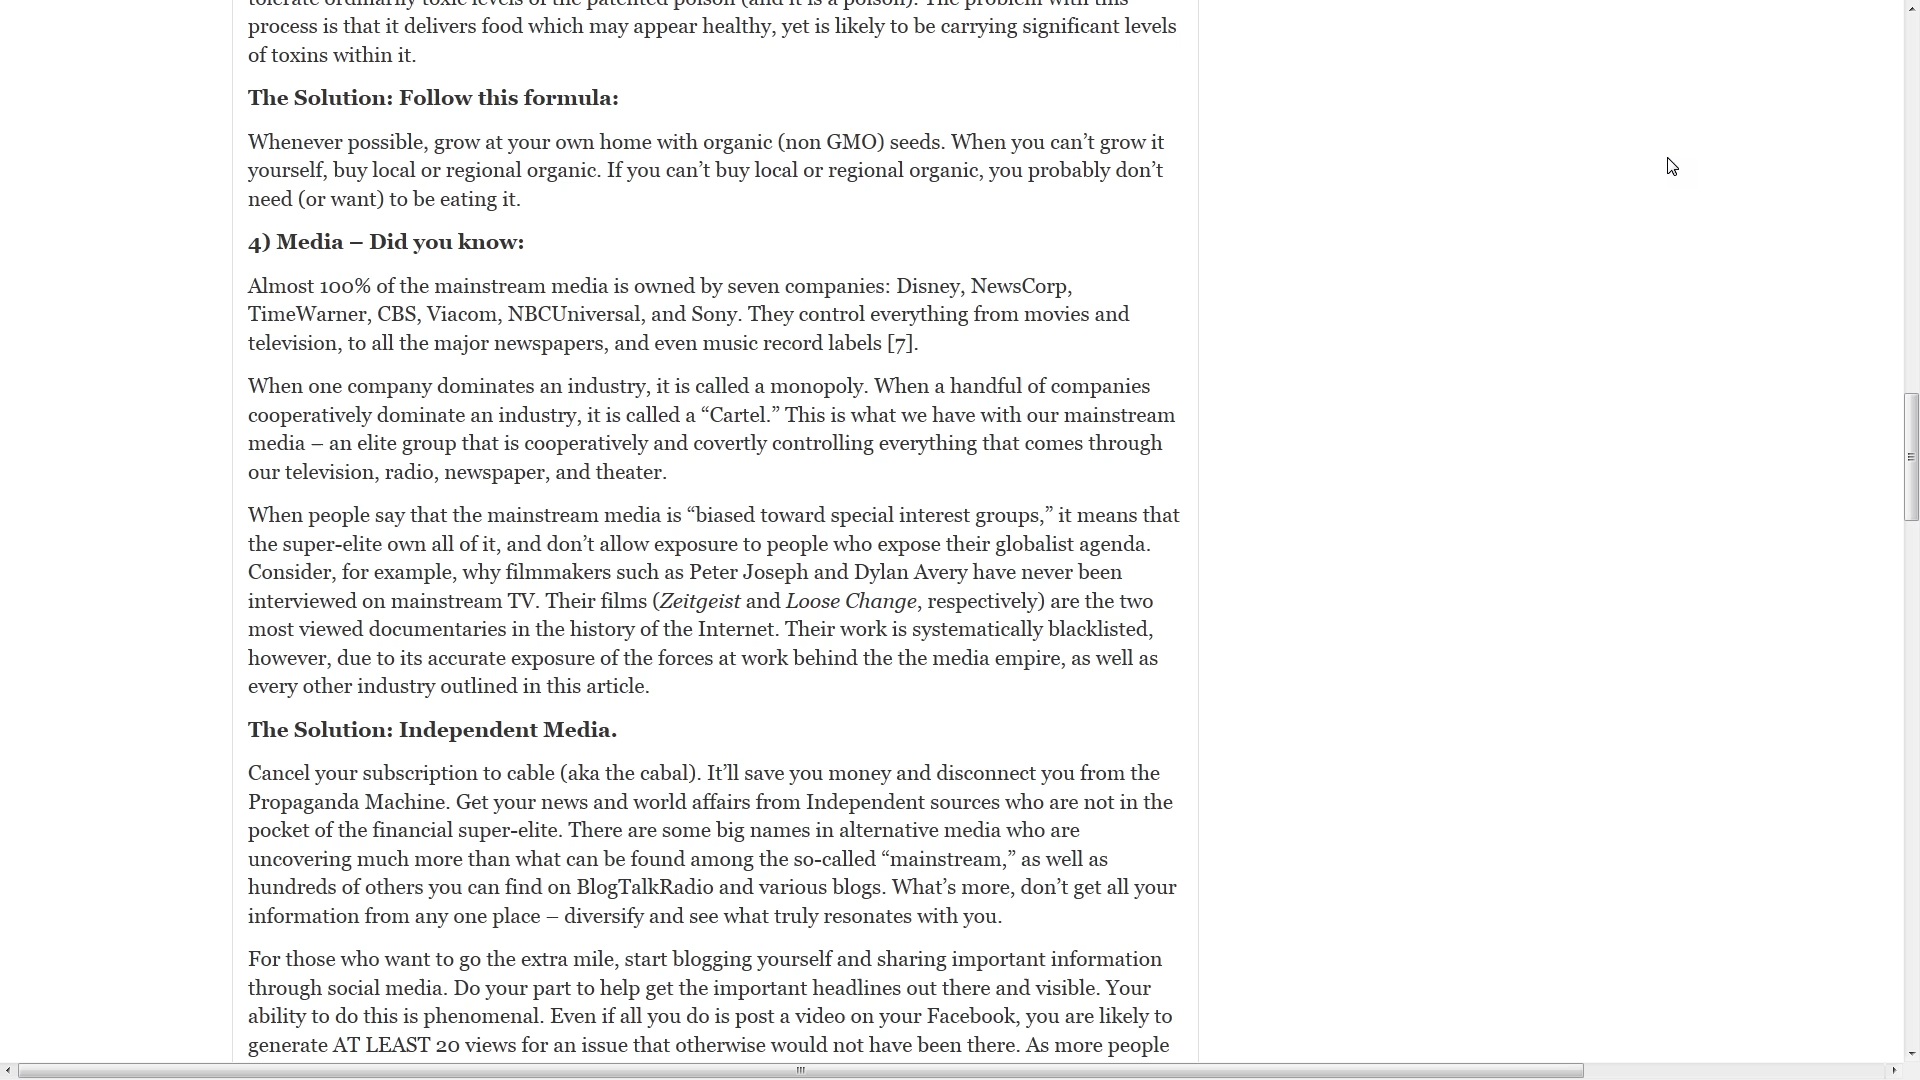 tolerate ordinarily toxic levels of the patented poison (and it is a poison). The problem with this
process is that it delivers food which may appear healthy, yet is likely to be carrying significant levels
of toxins within it.
The Solution: Follow this formula:
Whenever possible, grow at your own home with organic (non GMO) seeds. When you can’t grow it
yourself, buy local or regional organic. If you can’t buy local or regional organic, you probably don’t
need (or want) to be eating it.
4) Media – Did you know:
Almost 100% of the mainstream media is owned by seven companies: Disney, NewsCorp,
TimeWarner, CBS, Viacom, NBCUniversal, and Sony. They control everything from movies and
television, to all the major newspapers, and even music record labels [7].
When one company dominates an industry, it is called a monopoly. When a handful of companies
cooperatively dominate an industry, it is called a “Cartel.” This is what we have with our mainstream
media – an elite group that is cooperatively and covertly controlling everything that comes through
our television, radio, newspaper, and theater.
When people say that the mainstream media is “biased toward special interest groups,” it means that
the super-elite own all of it, and don’t allow exposure to people who expose their globalist agenda.
Consider, for example, why filmmakers such as Peter Joseph and Dylan Avery have never been
interviewed on mainstream TV. Their films (Zeitgeist and Loose Change, respectively) are the two
most viewed documentaries in the history of the Internet. Their work is systematically blacklisted,
however, due to its accurate exposure of the forces at work behind the the media empire, as well as
every other industry outlined in this article.
The Solution: Independent Media.
Cancel your subscription to cable (aka the cabal). It’ll save you money and disconnect you from the
Propaganda Machine. Get your news and world affairs from Independent sources who are not in the
pocket of the financial super-elite. There are some big names in alternative media who are
uncovering much more than what can be found among the so-called “mainstream,” as well as
hundreds of others you can find on BlogTalkRadio and various blogs. What’s more, don’t get all your
information from any one place – diversify and see what truly resonates with you.
For those who want to go the extra mile, start blogging yourself and sharing important information
through social media. Do your part to help get the important headlines out there and visible. Your
ability to do this is phenomenal. Even if all you do is post a video on your Facebook, you are likely to
generate AT LEAST 20 views for an issue that otherwise would not have been there. As more people